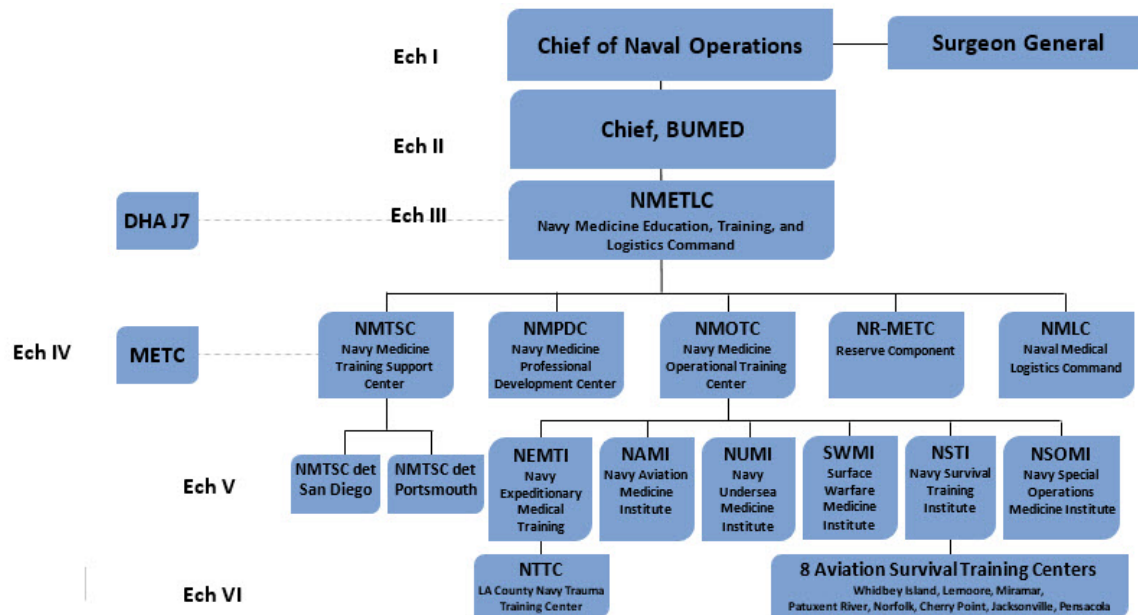 Ech I
Chief of Naval Operations
Surgeon General
Ech II
Chief, BUMED
DHA J7
Ech III
NMETLC
Navy Medicine Education, Training, and
Logistics Command
Ech IV
METC
NMTSC
Navy Medicine
Training Support
Center
NMPDC
Navy Medicine
Professional
Development Center
NMOTC
Navy Medicine
Operational Training
Center
NR-METC
Reserve Component
NMLC
Naval Medical
Logistics Command
Ech V
NMTSC det
San Diego
NMTSC det
Portsmouth
NEMTI
Navy
Expeditionary
Medical
Training
NAMI
Navy Aviation
Medicine
Institute
NUMI
Navy
Undersea
Medicine
Institute
SWMI
Surface
Warfare
Medicine
Institute
NSTI
Navy Survival
Training
Institute
NSOMI
Navy Special
Operations
Medicine Institute
Ech VI
NTTC
LA County Navy Trauma
Training Center
8 Aviation Survival Training Centers
Whidbey Island, Lemoore, Miramar,
Patuxent River, Norfolk, Cherry Point, Jacksonville, Pensacola